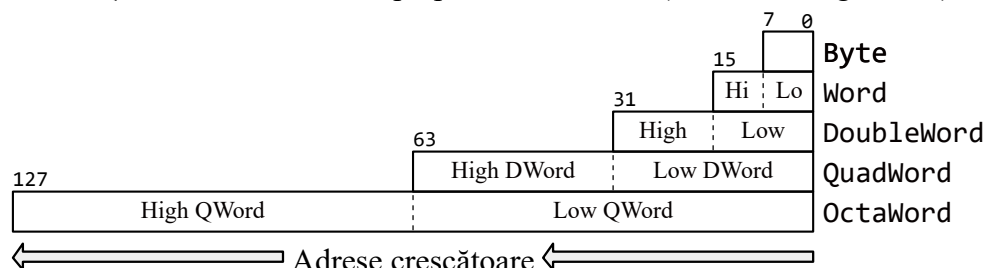 7 0
Byte
15
Hi Lo Word
31
High Low DoubleWord
63
High DWord Low DWord QuadWord
127
High QWord Low QWord OctaWord
Adrese crescătoare